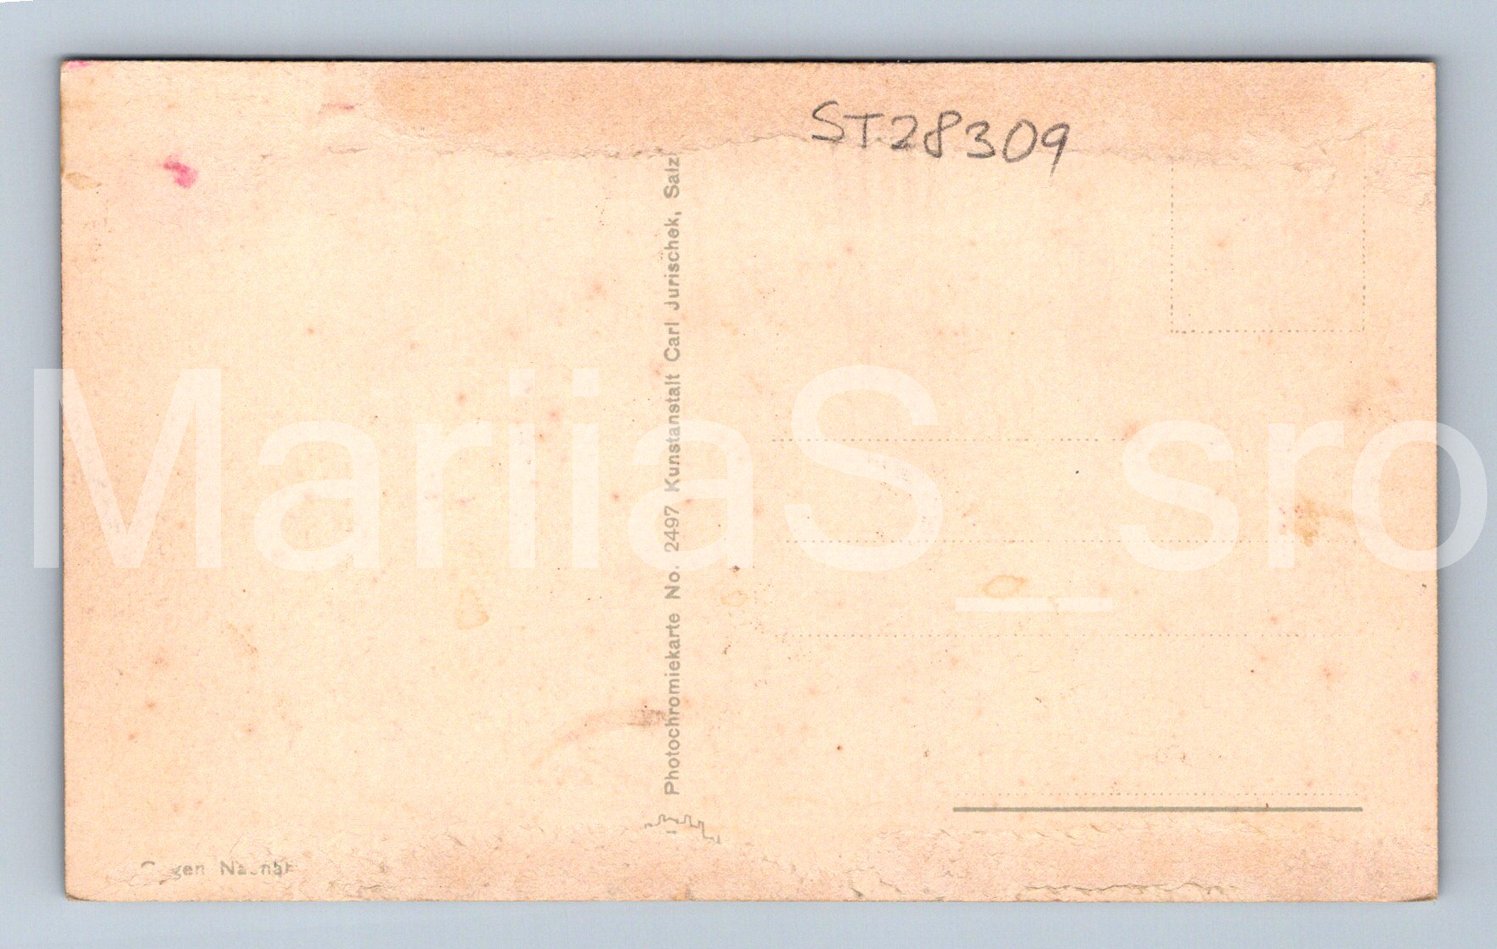 ST28309
Photochromiekarte No. 2497 Kunstanstalt Carl Jurischek, Salz
MariiaS_sro